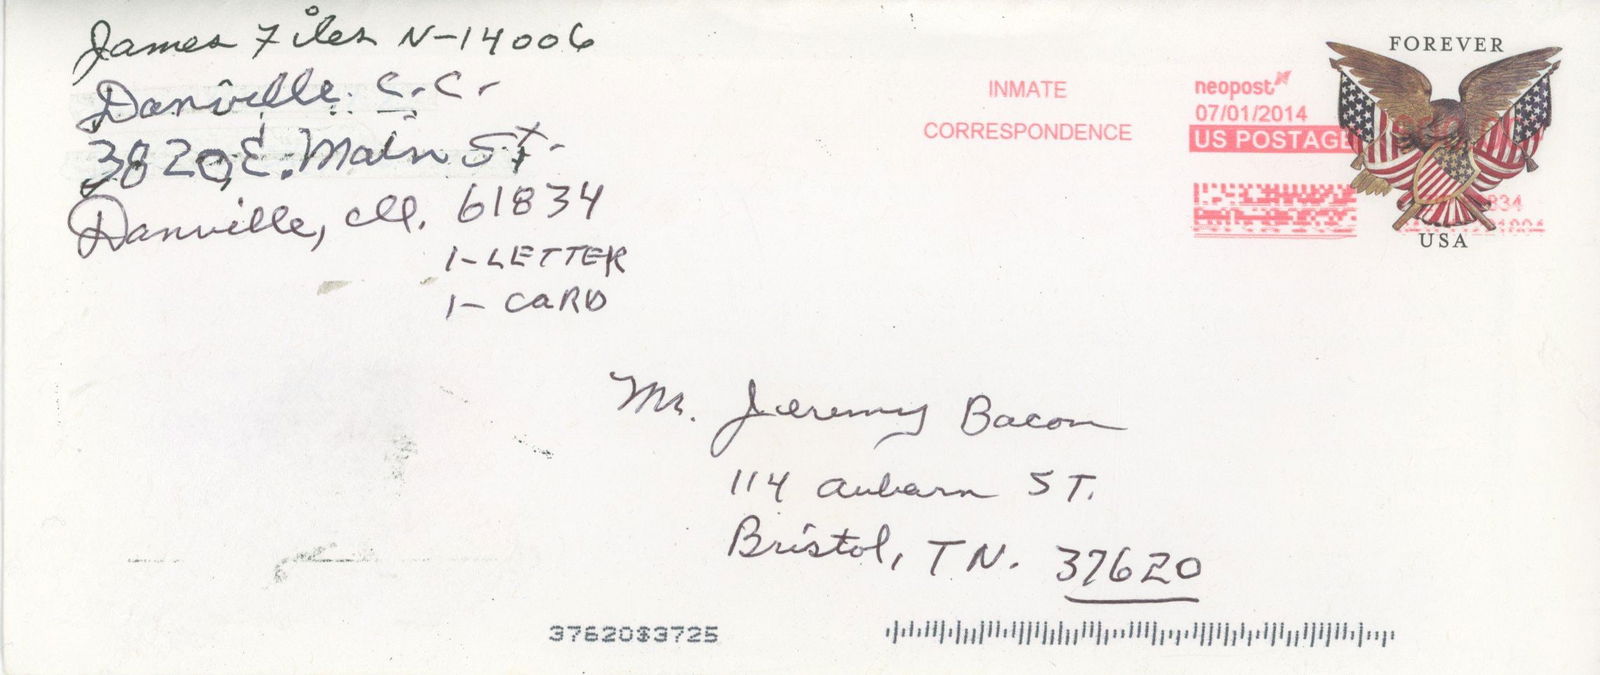 James Files N-14006
Danville C.C.
3820 E. Main St.
Danville, Ill. 61834
1- LETTER
1- CARD
INMATE
CORRESPONDENCE
neopost
07/01/2014
US POSTAGE
FOREVER
USA
Mr. Jeremy Bacon
114 Auburn ST.
Bristol, TN. 37620
37620$3725